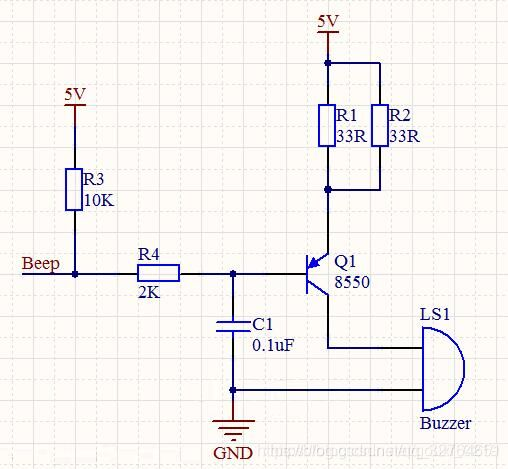 5V
5V
R1
33R
R2
33R
R3
10K
Beep
R4
2K
Q1
8550
C1
0.1uF
LS1
Buzzer
GND